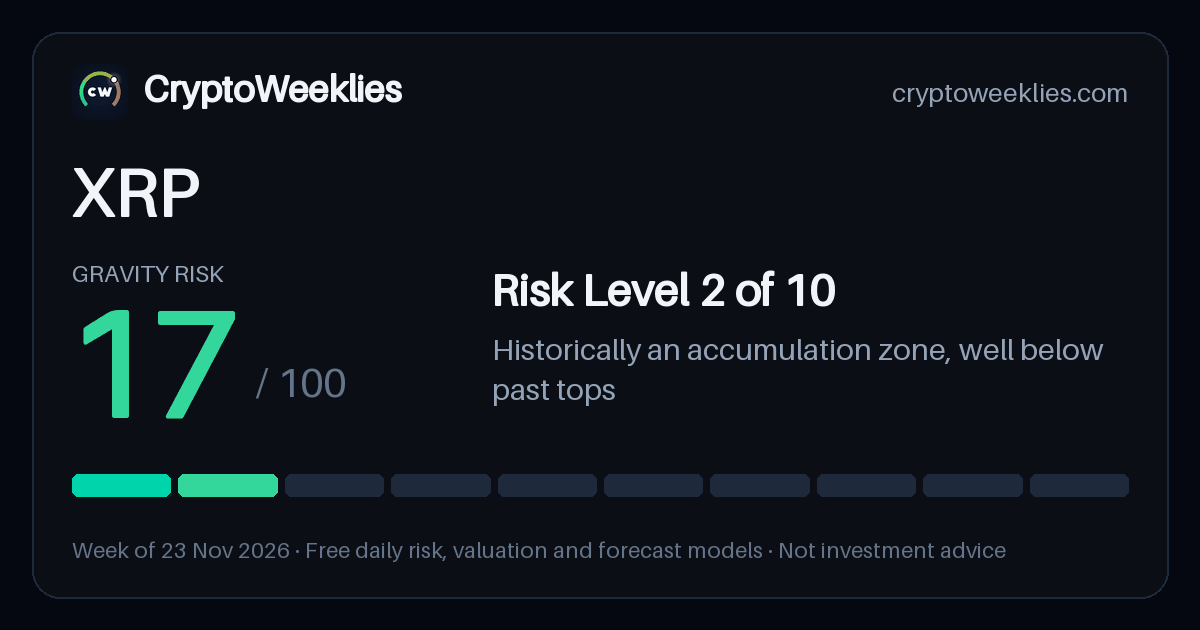 CW CryptoWeeklies
cryptoweeklies.com
XRP
GRAVITY RISK
17 / 100
Risk Level 2 of 10
Historically an accumulation zone, well below
past tops
Week of 23 Nov 2026 · Free daily risk, valuation and forecast models · Not investment advice